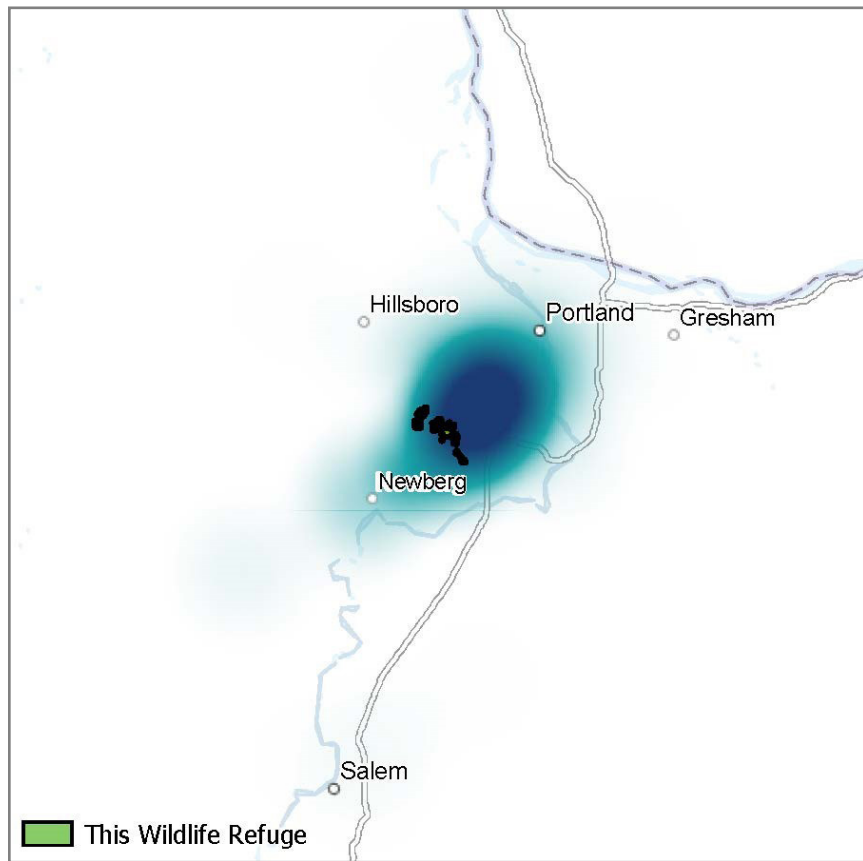 Hillsboro
Portland
Gresham
Newberg
Salem
This Wildlife Refuge